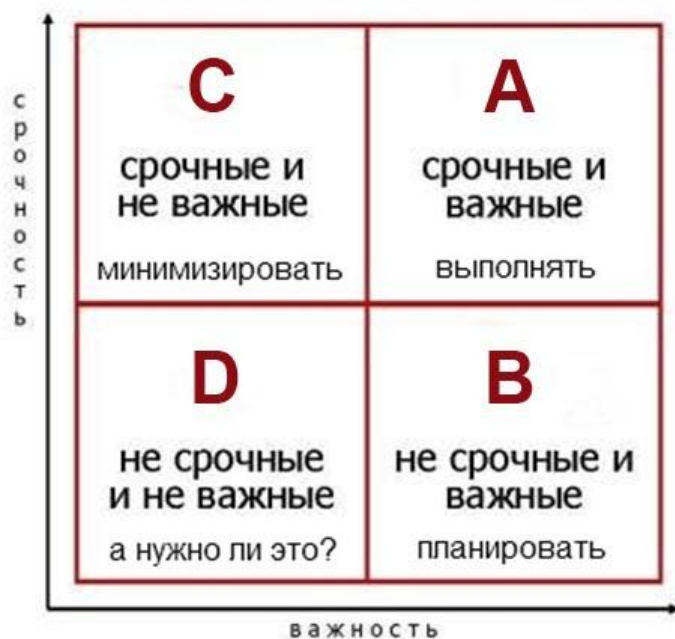 срочность
C
срочные и
не важные
минимизировать
A
срочные и
важные
выполнять
D
не срочные
и не важные
а нужно ли это?
B
не срочные и
важные
планировать
важность